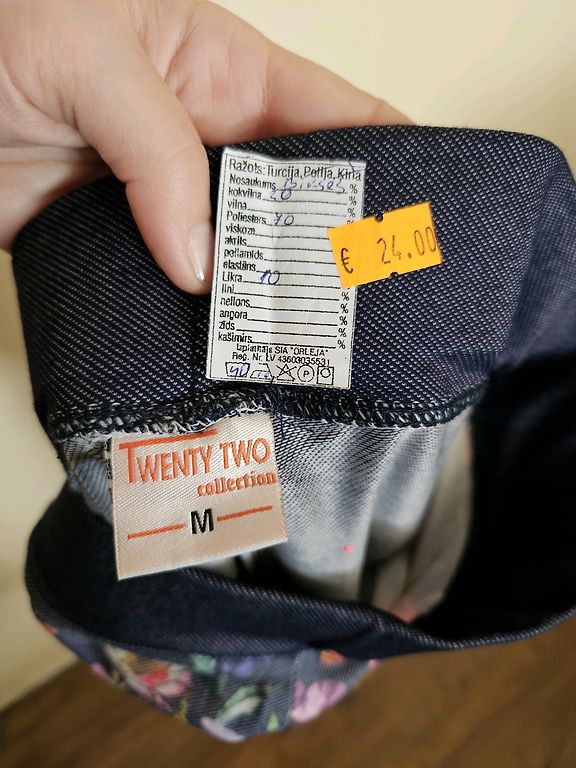 Ražots: Turcija, Polija, Ķīna
Nosaukums Bikses %
kokvilna 20 %
vilna %
Poliesters 70 %
viskoze
akrils
poliamīds
elastāns
Likra 10
lini %
neilons %
angora %
zīds %
kašmirs %
Izplatītājs SIA "ORLEJA"
Reg. Nr. LV 43603035531
40
P
€ 24.00
TWENTY TWO
collection
M